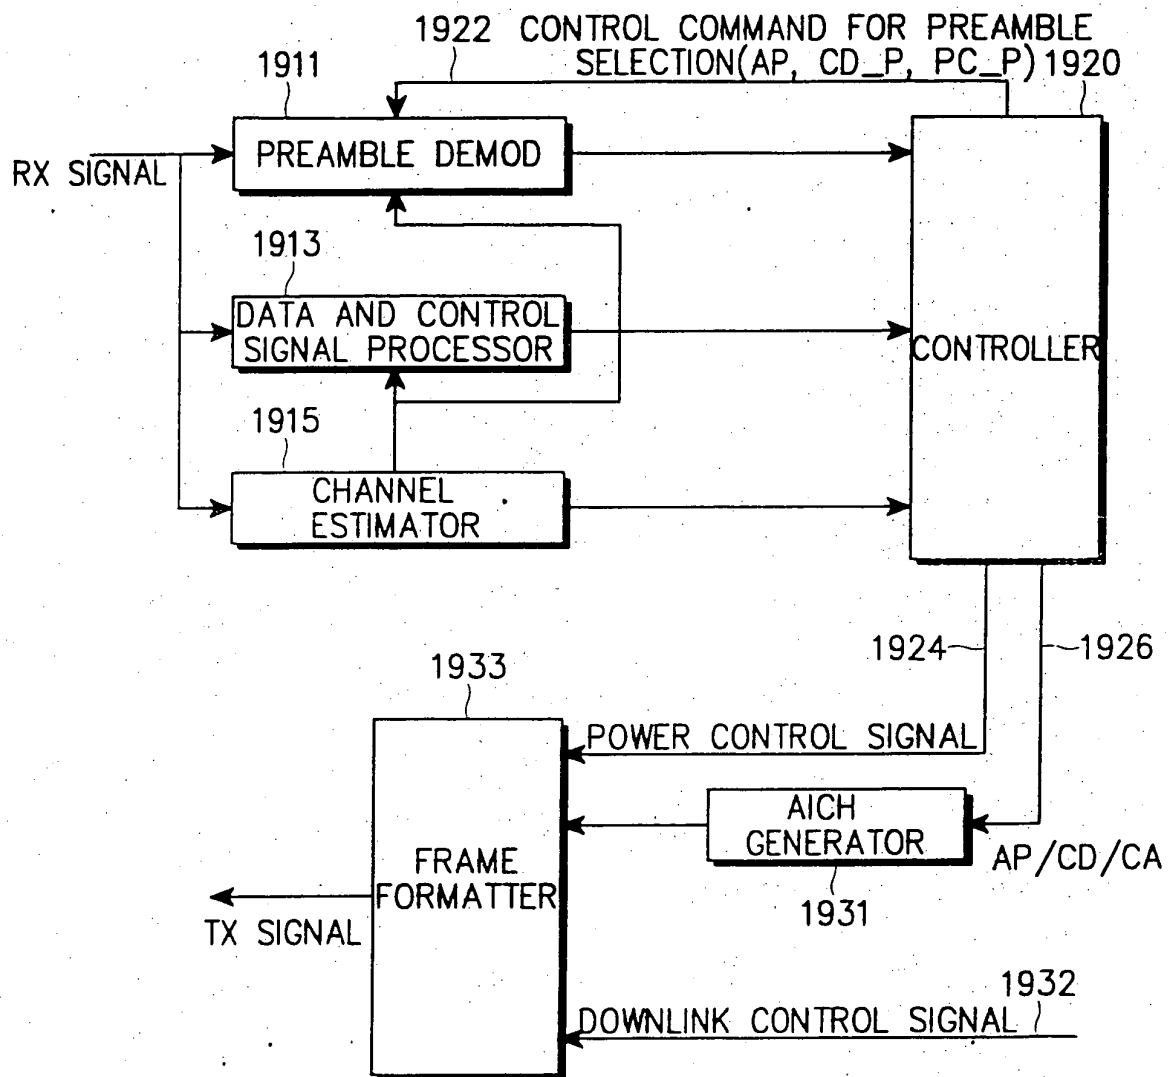 1922 CONTROL COMMAND FOR PREAMBLE
SELECTION(AP, CD_P, PC_P) 1920
1911
PREAMBLE DEMOD
RX SIGNAL
1913
DATA AND CONTROL
SIGNAL PROCESSOR
CONTROLLER
1915
CHANNEL
ESTIMATOR
1924
1926
1933
POWER CONTROL SIGNAL
AICH
GENERATOR
AP/CD/CA
FRAME
FORMATTER
1931
TX SIGNAL
1932
DOWNLINK CONTROL SIGNAL